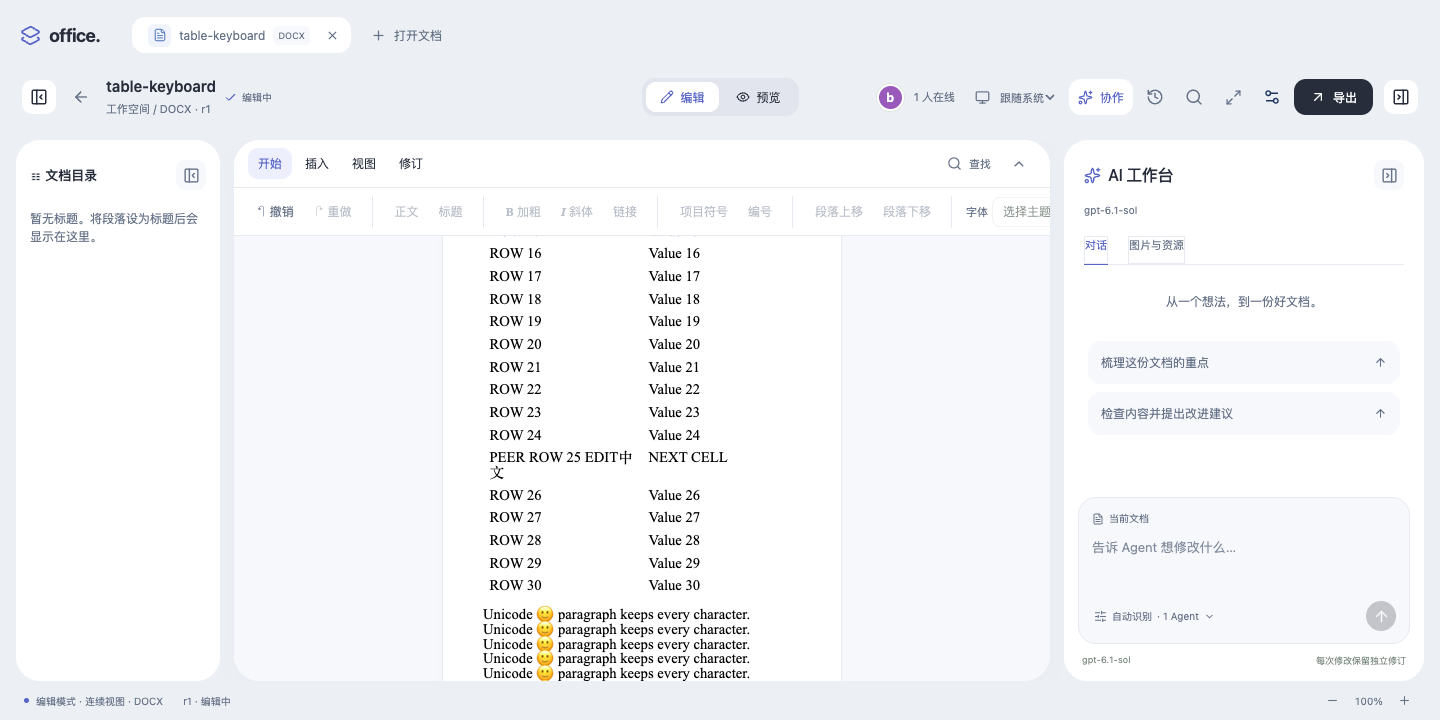 office.
table-keyboard DOCX
打开文档
table-keyboard
工作空间 / DOCX · r1
编辑中
编辑
预览
b
1 人在线
跟随系统
协作
导出
文档目录
暂无标题。将段落设为标题后会
显示在这里。
开始 插入 视图 修订
查找
撤销 重做 正文 标题 B 加粗 I 斜体 链接 项目符号 编号 段落上移 段落下移 字体 选择主题
ROW 16 Value 16
ROW 17 Value 17
ROW 18 Value 18
ROW 19 Value 19
ROW 20 Value 20
ROW 21 Value 21
ROW 22 Value 22
ROW 23 Value 23
ROW 24 Value 24
PEER ROW 25 EDIT中 NEXT CELL
文
ROW 26 Value 26
ROW 27 Value 27
ROW 28 Value 28
ROW 29 Value 29
ROW 30 Value 30
Unicode 🙂 paragraph keeps every character.
Unicode 🙂 paragraph keeps every character.
Unicode 🙂 paragraph keeps every character.
Unicode 🙂 paragraph keeps every character.
Unicode 🙂 paragraph keeps every character.
AI 工作台
gpt-6.1-sol
对话 图片与资源
从一个想法，到一份好文档。
梳理这份文档的重点
检查内容并提出改进建议
当前文档
告诉 Agent 想修改什么...
自动识别 · 1 Agent
gpt-6.1-sol 每次修改保留独立修订
编辑模式 · 连续视图 · DOCX r1 · 编辑中
100%